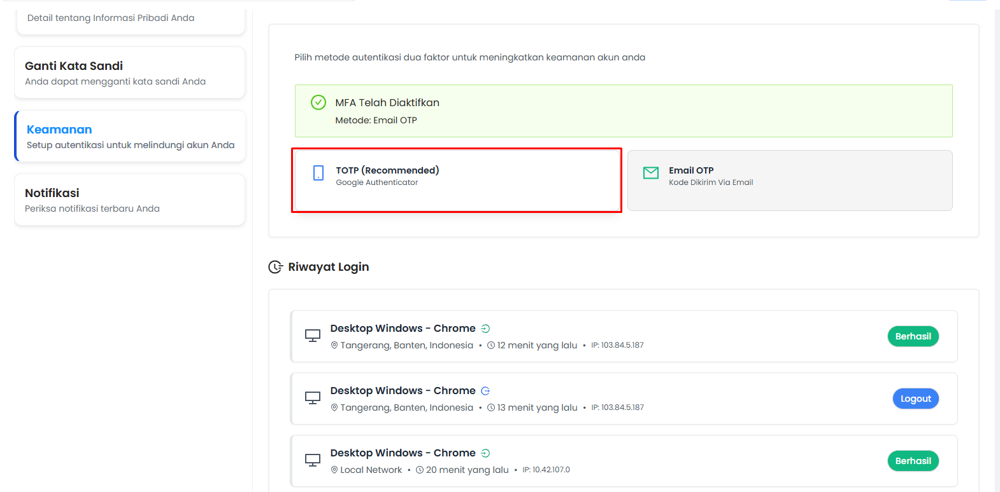 Detail tentang Informasi Pribadi Anda
Ganti Kata Sandi
Anda dapat mengganti kata sandi Anda
Keamanan
Setup autentikasi untuk melindungi akun Anda
Notifikasi
Periksa notifikasi terbaru Anda
Pilih metode autentikasi dua faktor untuk meningkatkan keamanan akun anda
MFA Telah Diaktifkan
Metode: Email OTP
TOTP (Recommended)
Google Authenticator
Email OTP
Kode Dikirim Via Email
Riwayat Login
Desktop Windows - Chrome
Tangerang, Banten, Indonesia • 12 menit yang lalu • IP: 103.84.5.187
Berhasil
Desktop Windows - Chrome
Tangerang, Banten, Indonesia • 13 menit yang lalu • IP: 103.84.5.187
Logout
Desktop Windows - Chrome
Local Network • 20 menit yang lalu • IP: 10.42.107.0
Berhasil